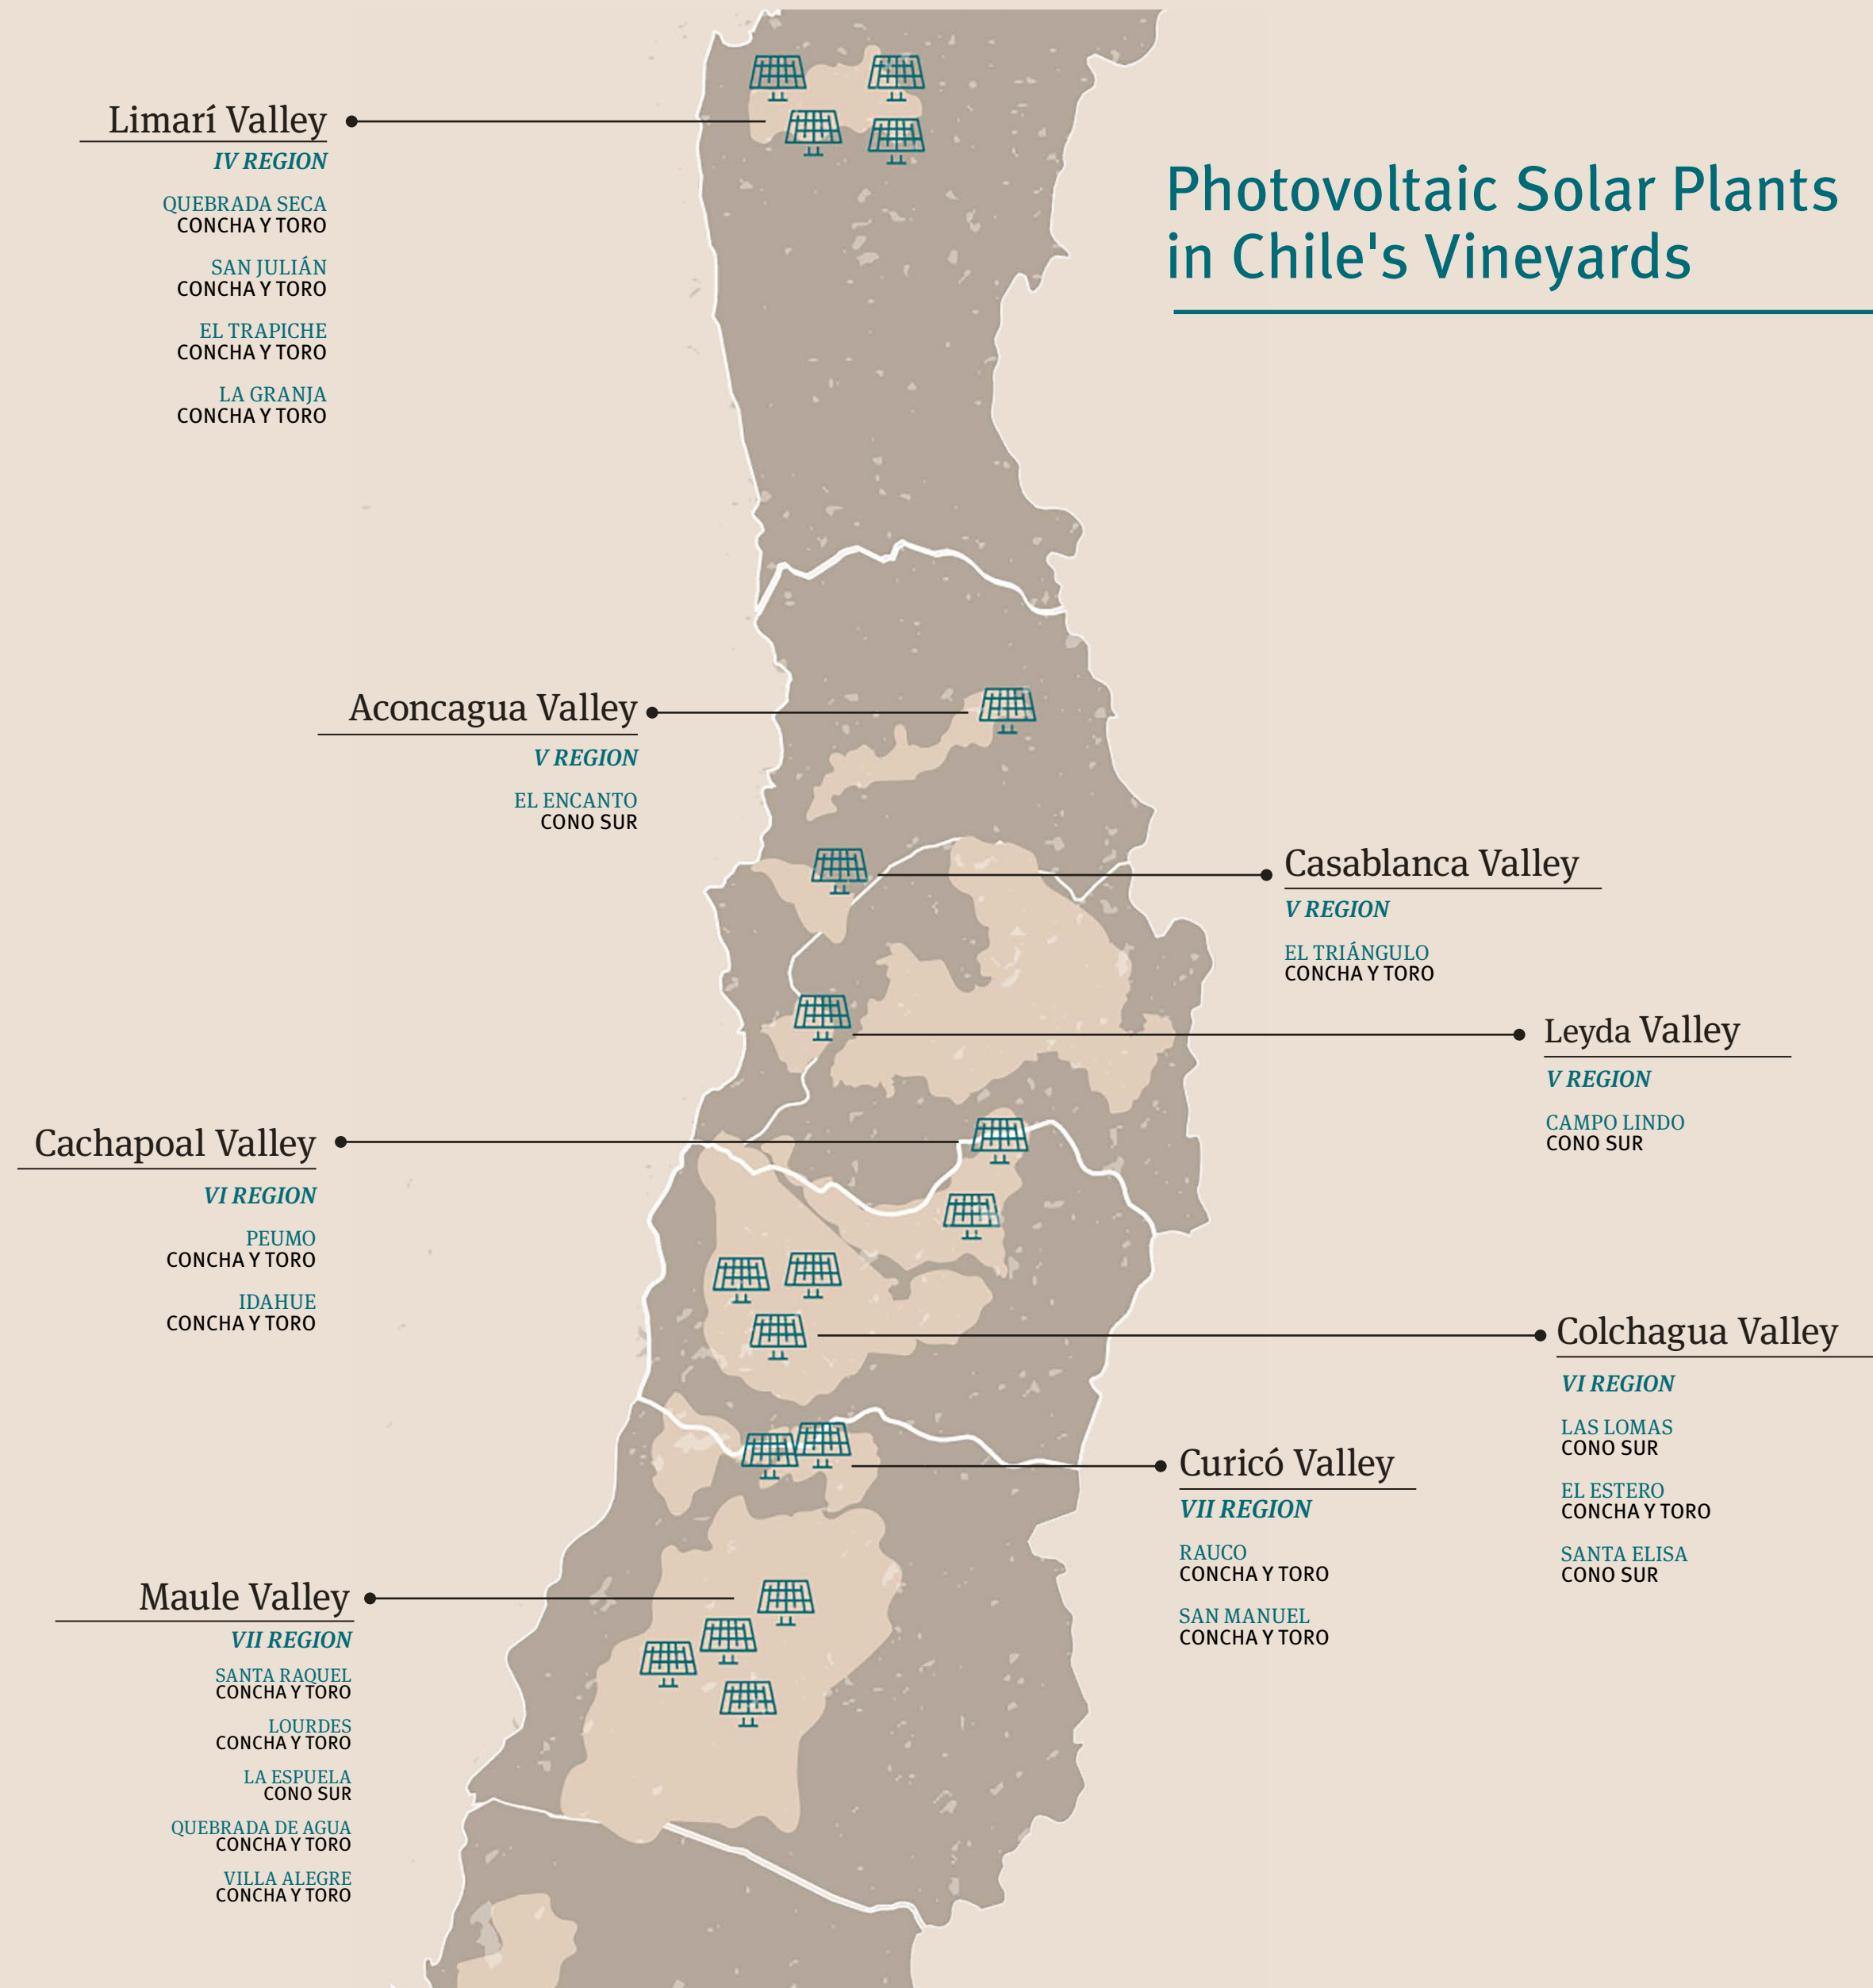 Photovoltaic Solar Plants
in Chile's Vineyards
Limarí Valley
IV REGION
QUEBRADA SECA
CONCHA Y TORO
SAN JULIÁN
CONCHA Y TORO
EL TRAPICHE
CONCHA Y TORO
LA GRANJA
CONCHA Y TORO
Aconcagua Valley
V REGION
EL ENCANTO
CONO SUR
Casablanca Valley
V REGION
EL TRIÁNGULO
CONCHA Y TORO
Leyda Valley
V REGION
CAMPO LINDO
CONO SUR
Cachapoal Valley
VI REGION
PEUMO
CONCHA Y TORO
IDAHUE
CONCHA Y TORO
Colchagua Valley
VI REGION
LAS LOMAS
CONO SUR
EL ESTERO
CONCHA Y TORO
SANTA ELISA
CONO SUR
Curicó Valley
VII REGION
RAUCO
CONCHA Y TORO
SAN MANUEL
CONCHA Y TORO
Maule Valley
VII REGION
SANTA RAQUEL
CONCHA Y TORO
LOURDES
CONCHA Y TORO
LA ESPUELA
CONO SUR
QUEBRADA DE AGUA
CONCHA Y TORO
VILLA ALEGRE
CONCHA Y TORO